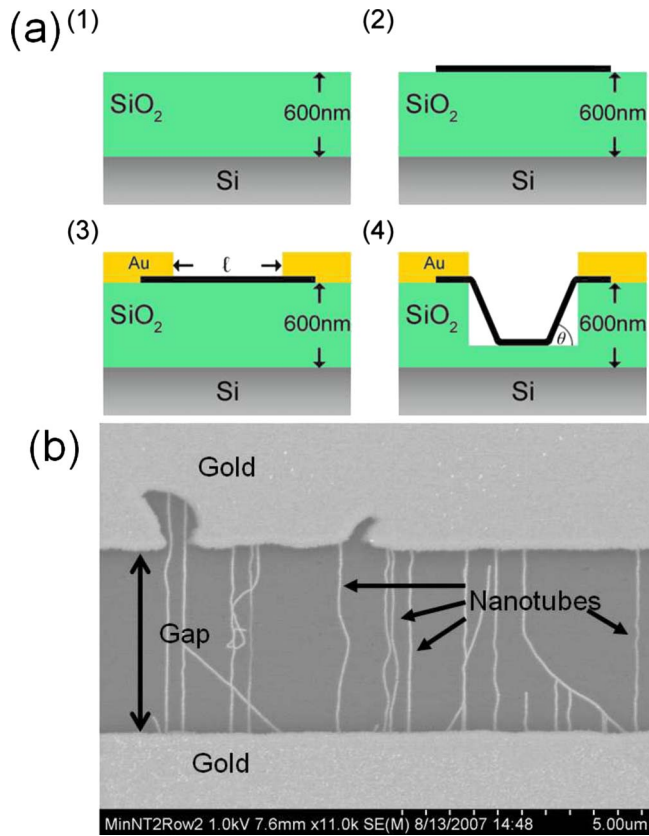 (a)
(1)
(2)
SiO2
600nm
Si
SiO2
600nm
Si
(3)
(4)
Au
ℓ
SiO2
600nm
Si
Au
θ
SiO2
600nm
Si
(b)
Gold
Gap
Nanotubes
Gold
MinNT2Row2 1.0kV 7.6mm x11.0k SE(M) 8/13/2007 14:48 5.00um